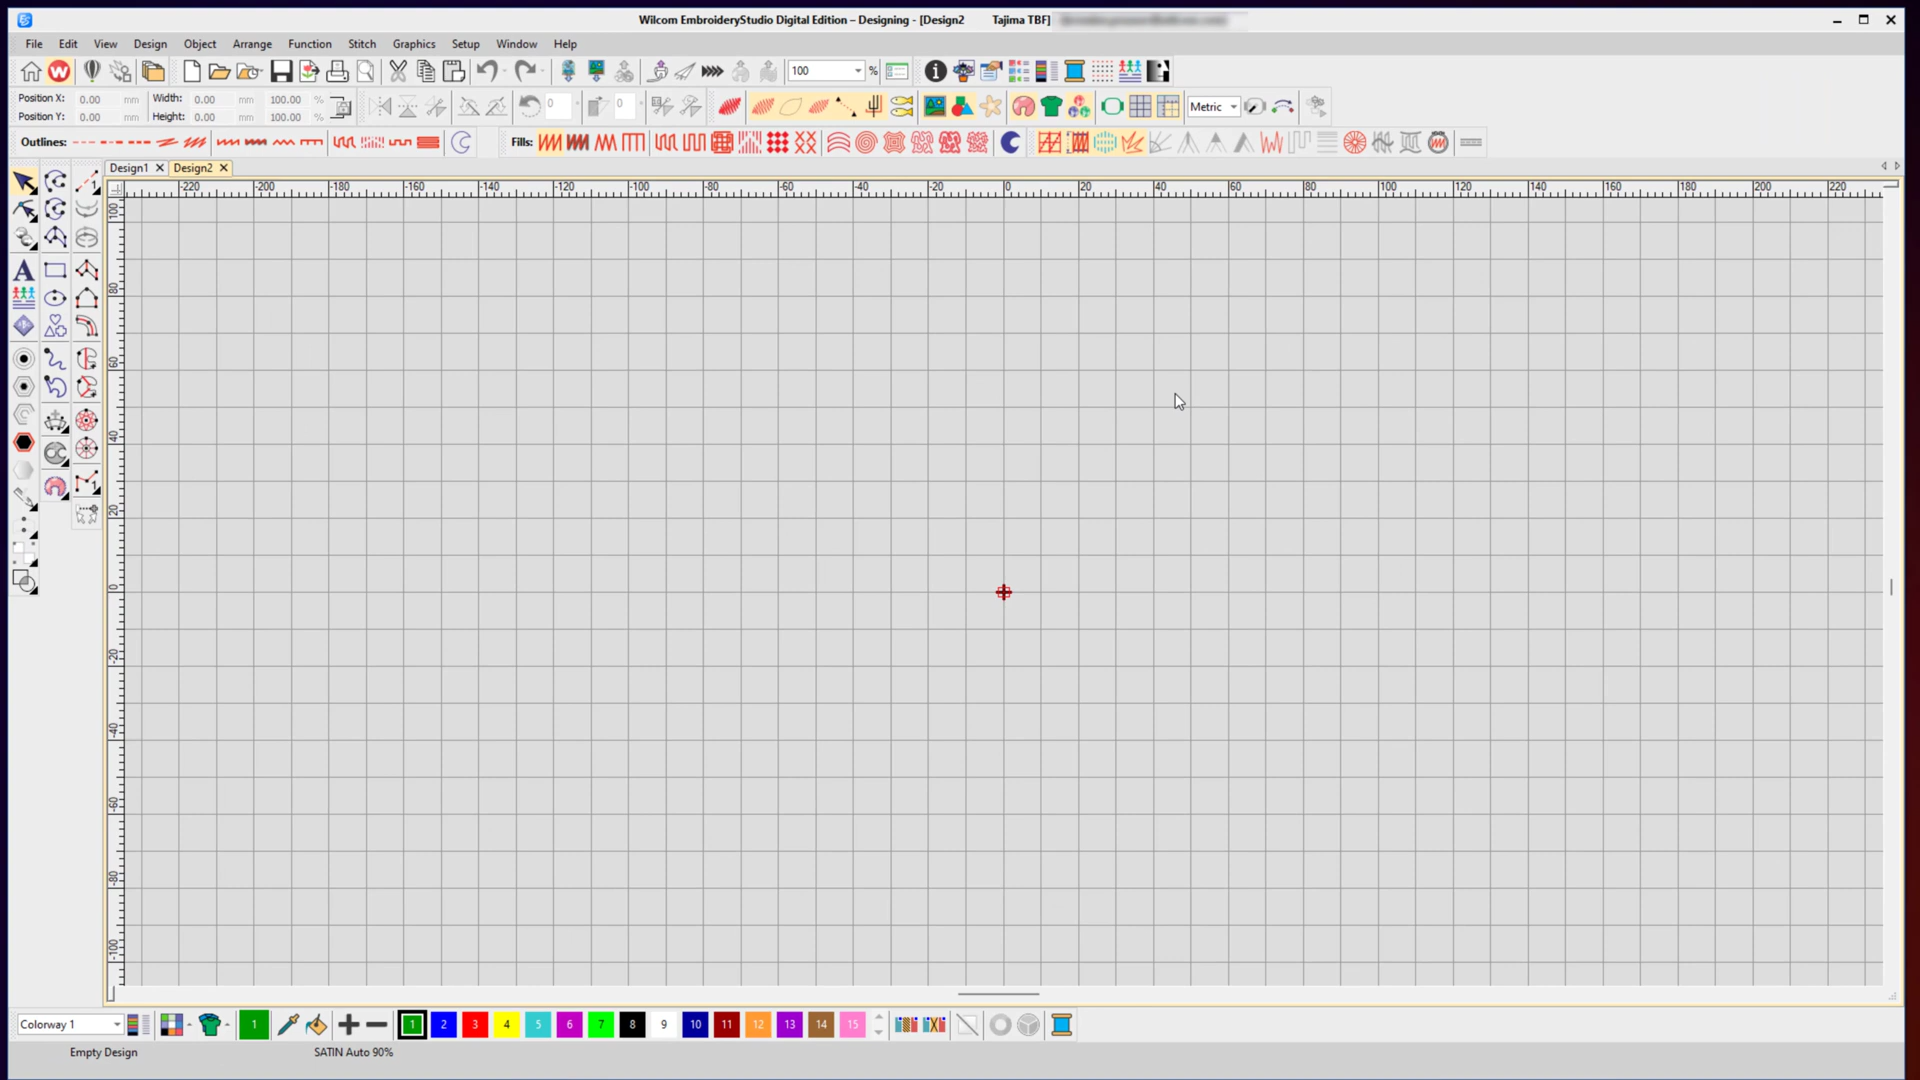 Wilcom EmbroideryStudio Digital Edition – Designing - [Design2 Tajima TBF]
File Edit View Design Object Arrange Function Stitch Graphics Setup Window Help
100 %
Position X: 0.00 mm Width: 0.00 mm 100.00 % 0 0 Metric
Position Y: 0.00 mm Height: 0.00 mm 100.00 %
Outlines: Fills:
Design1 Design2
-220 -200 -180 -160 -140 -120 -100 -80 -60 -40 -20 0 20 40 60 80 100 120 140 160 180 200 220
100
80
60
40
20
0
-20
-40
-60
-80
-100
A
1
1
Colorway 1 1 1 2 3 4 5 6 7 8 9 10 11 12 13 14 15
Empty Design SATIN Auto 90%